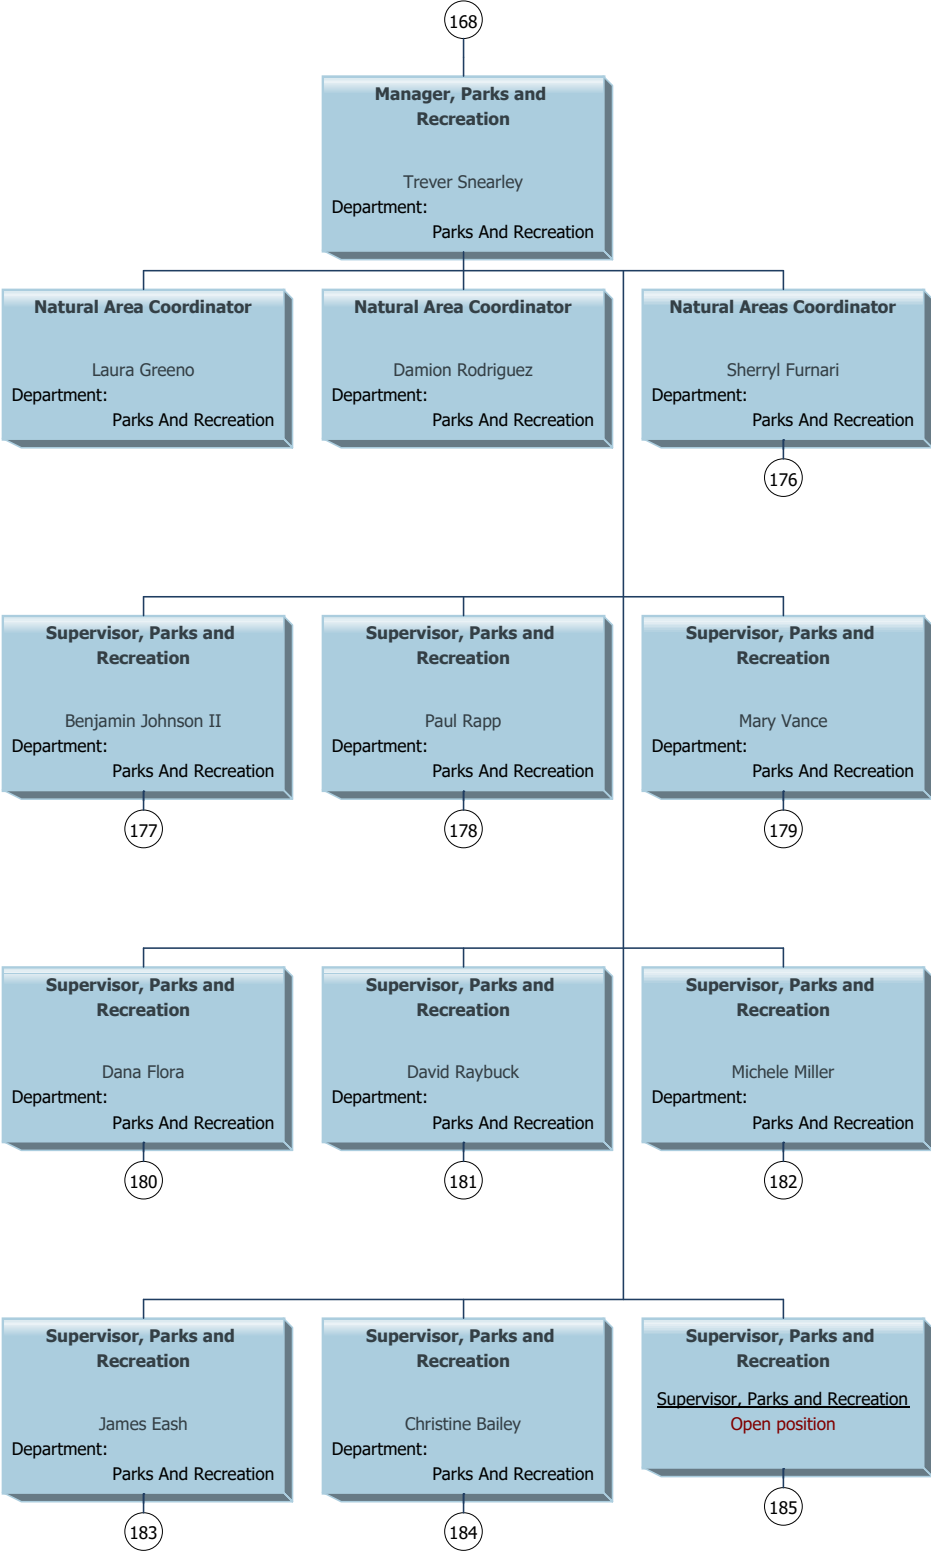 168
Manager, Parks and
Recreation
Trever Snearley
Department:
Parks And Recreation
Natural Area Coordinator
Laura Greeno
Department:
Parks And Recreation
Natural Area Coordinator
Damion Rodriguez
Department:
Parks And Recreation
Natural Areas Coordinator
Sherryl Furnari
Department:
Parks And Recreation
176
Supervisor, Parks and
Recreation
Benjamin Johnson II
Department:
Parks And Recreation
177
Supervisor, Parks and
Recreation
Paul Rapp
Department:
Parks And Recreation
178
Supervisor, Parks and
Recreation
Mary Vance
Department:
Parks And Recreation
179
Supervisor, Parks and
Recreation
Dana Flora
Department:
Parks And Recreation
180
Supervisor, Parks and
Recreation
David Raybuck
Department:
Parks And Recreation
181
Supervisor, Parks and
Recreation
Michele Miller
Department:
Parks And Recreation
182
Supervisor, Parks and
Recreation
James Eash
Department:
Parks And Recreation
183
Supervisor, Parks and
Recreation
Christine Bailey
Department:
Parks And Recreation
184
Supervisor, Parks and
Recreation
Supervisor, Parks and Recreation
Open position
185